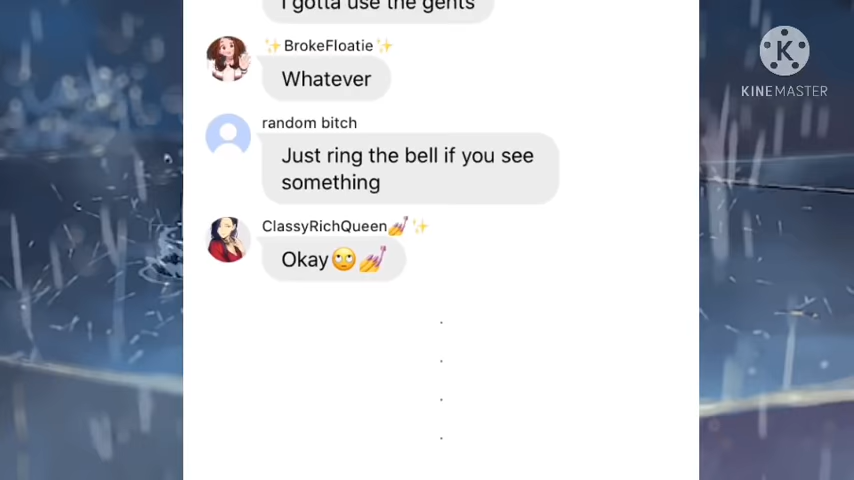 I gotta use the gents
✨BrokeFloatie✨
Whatever
random bitch
Just ring the bell if you see
something
ClassyRichQueen💅✨
Okay🙄💅
.
.
.
.
K
KINEMASTER